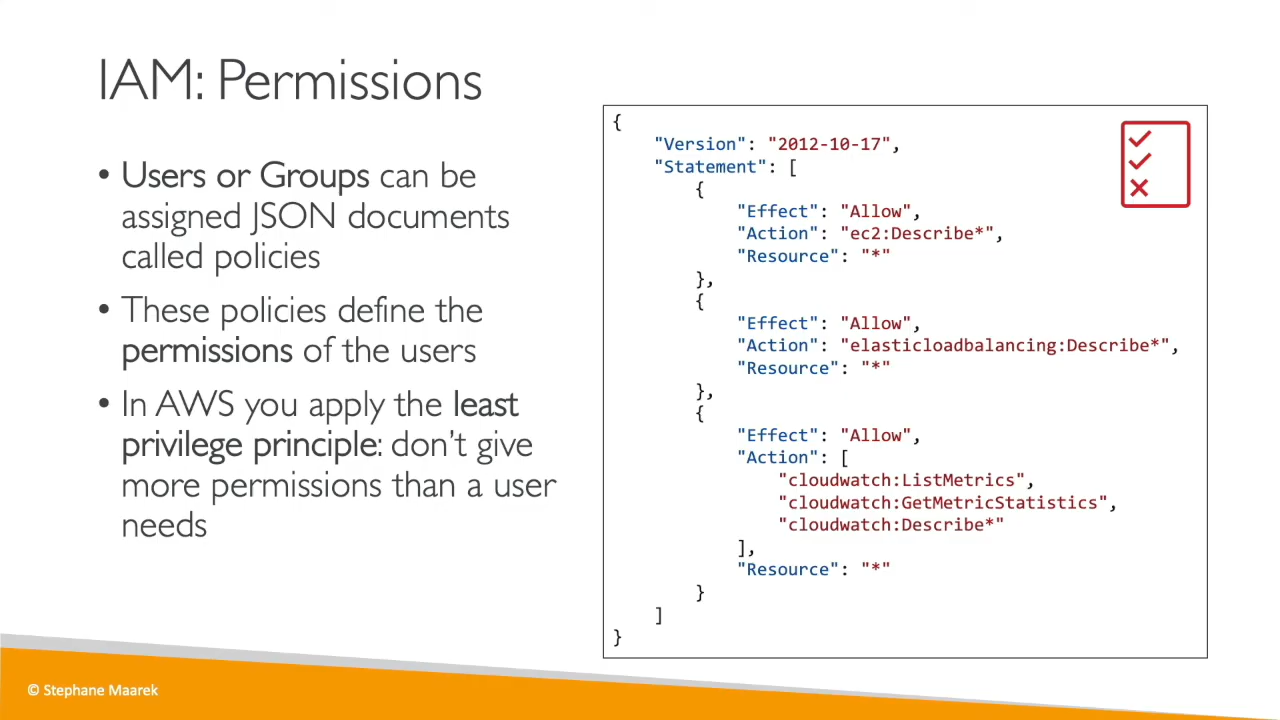 IAM: Permissions
• Users or Groups can be
assigned JSON documents
called policies
• These policies define the
permissions of the users
• In AWS you apply the least
privilege principle: don’t give
more permissions than a user
needs
{
    "Version": "2012-10-17",
    "Statement": [
        {
            "Effect": "Allow",
            "Action": "ec2:Describe*",
            "Resource": "*"
        },
        {
            "Effect": "Allow",
            "Action": "elasticloadbalancing:Describe*",
            "Resource": "*"
        },
        {
            "Effect": "Allow",
            "Action": [
                "cloudwatch:ListMetrics",
                "cloudwatch:GetMetricStatistics",
                "cloudwatch:Describe*"
            ],
            "Resource": "*"
        }
    ]
}
© Stephane Maarek